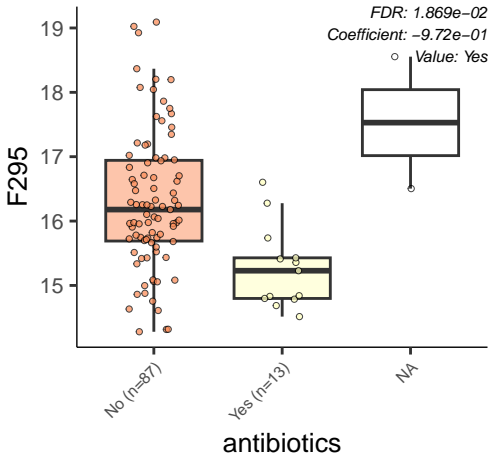 FDR: 1.869e−02
Coefficient: −9.72e−01
Value: Yes
19
18
17
16
15
F295
No (n=87)
Yes (n=13)
NA
antibiotics